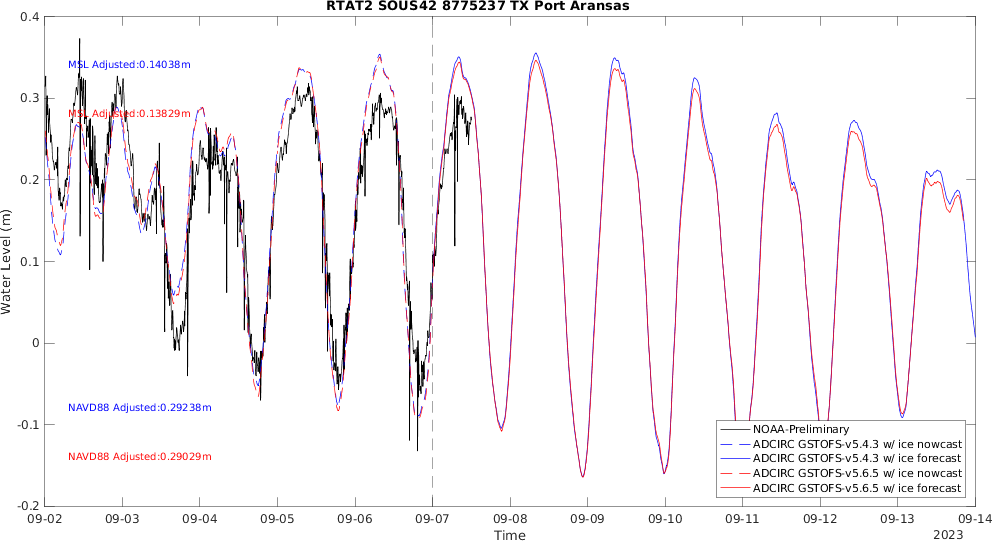 RTAT2 SOUS42 8775237 TX Port Aransas
0.4
0.3
0.2
0.1
0
-0.1
-0.2
Water Level (m)
MSL Adjusted:0.14038m
MSL Adjusted:0.13829m
NAVD88 Adjusted:0.29238m
NAVD88 Adjusted:0.29029m
NOAA-Preliminary
ADCIRC GSTOFS-v5.4.3 w/ ice nowcast
ADCIRC GSTOFS-v5.4.3 w/ ice forecast
ADCIRC GSTOFS-v5.6.5 w/ ice nowcast
ADCIRC GSTOFS-v5.6.5 w/ ice forecast
09-02 09-03 09-04 09-05 09-06 09-07 09-08 09-09 09-10 09-11 09-12 09-13 09-14
Time
2023